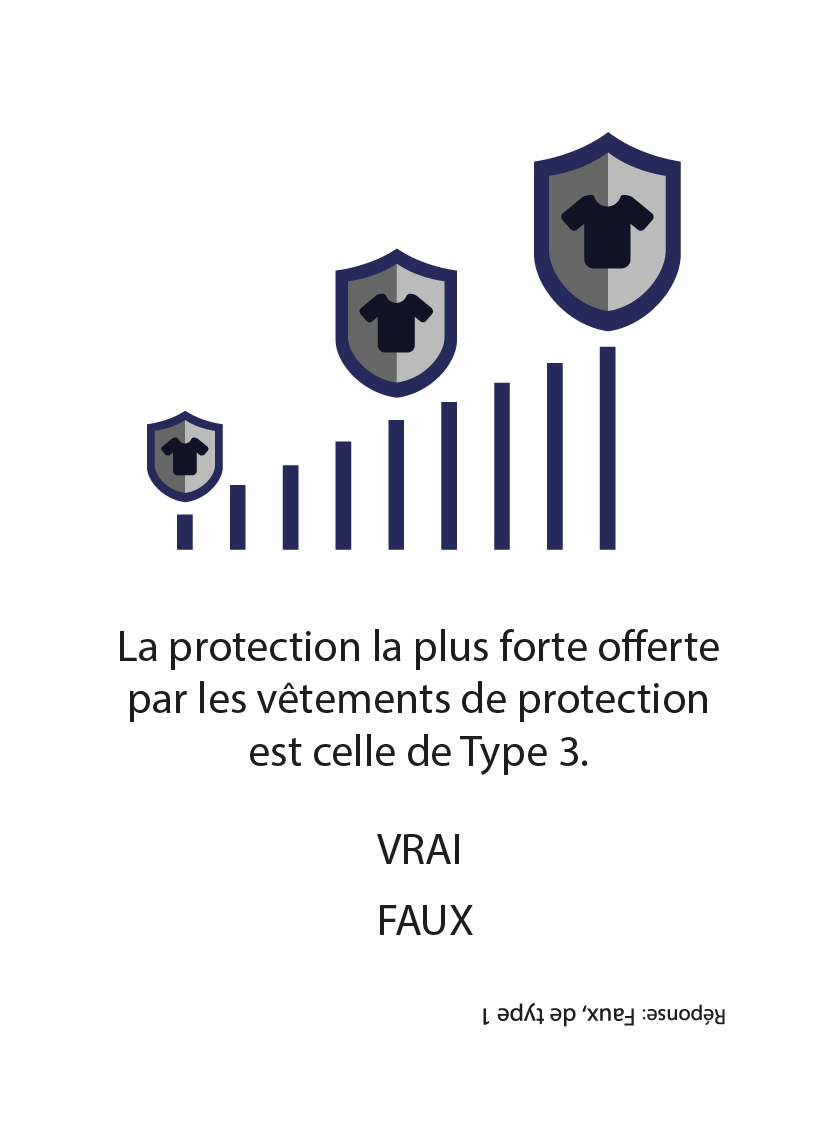 La protection la plus forte offerte
par les vêtements de protection
est celle de Type 3.
VRAI
FAUX
Réponse: Faux, de type 1